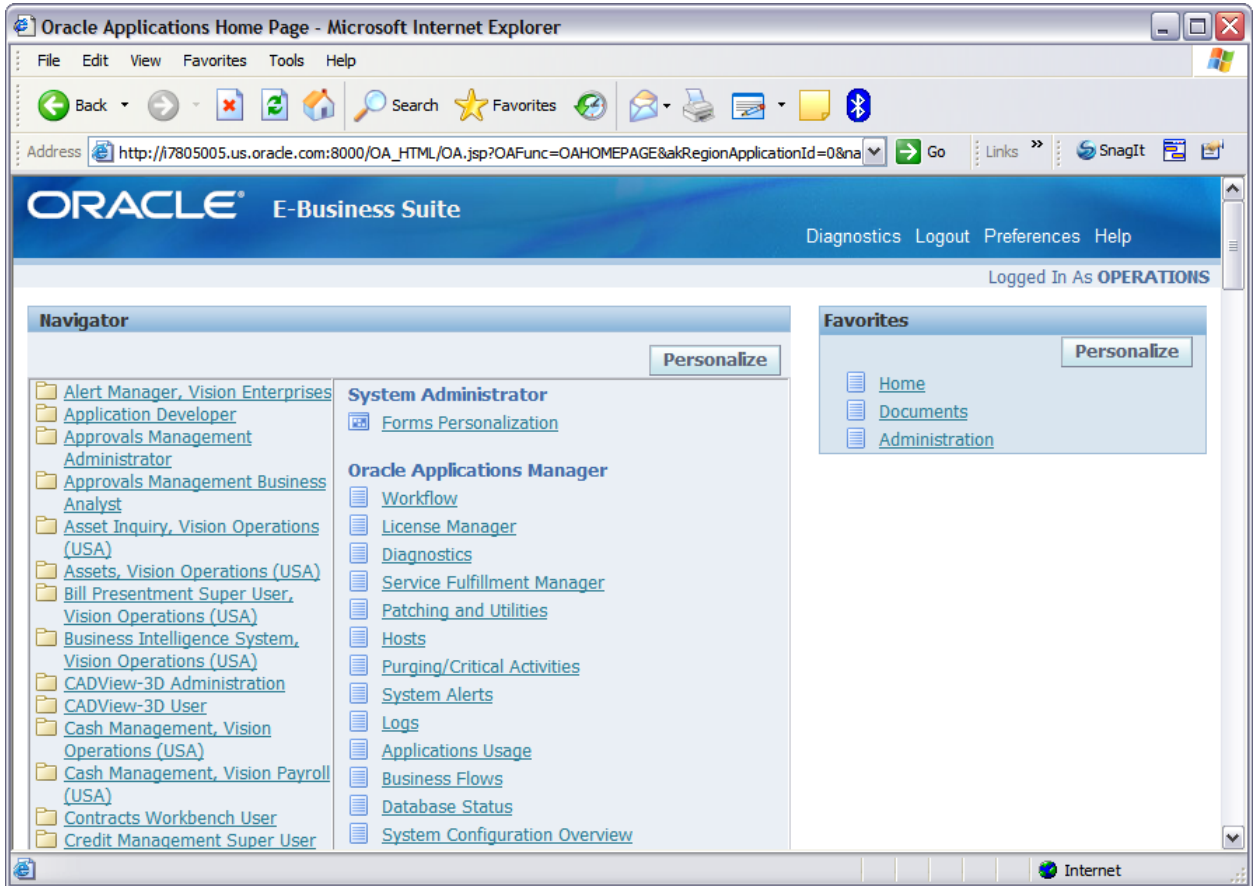 Oracle Applications Home Page - Microsoft Internet Explorer
File Edit View Favorites Tools Help
Back Search Favorites
Address http://i7805005.us.oracle.com:8000/OA_HTML/OA.jsp?OAFunc=OAHOMEPAGE&akRegionApplicationId=0&na Go Links » SnagIt
ORACLE® E-Business Suite
Diagnostics Logout Preferences Help
Logged In As OPERATIONS
Navigator
Personalize
Alert Manager, Vision Enterprises
Application Developer
Approvals Management
Administrator
Approvals Management Business
Analyst
Asset Inquiry, Vision Operations
(USA)
Assets, Vision Operations (USA)
Bill Presentment Super User,
Vision Operations (USA)
Business Intelligence System,
Vision Operations (USA)
CADView-3D Administration
CADView-3D User
Cash Management, Vision
Operations (USA)
Cash Management, Vision Payroll
(USA)
Contracts Workbench User
Credit Management Super User
System Administrator
Forms Personalization
Oracle Applications Manager
Workflow
License Manager
Diagnostics
Service Fulfillment Manager
Patching and Utilities
Hosts
Purging/Critical Activities
System Alerts
Logs
Applications Usage
Business Flows
Database Status
System Configuration Overview
Favorites
Personalize
Home
Documents
Administration
Internet